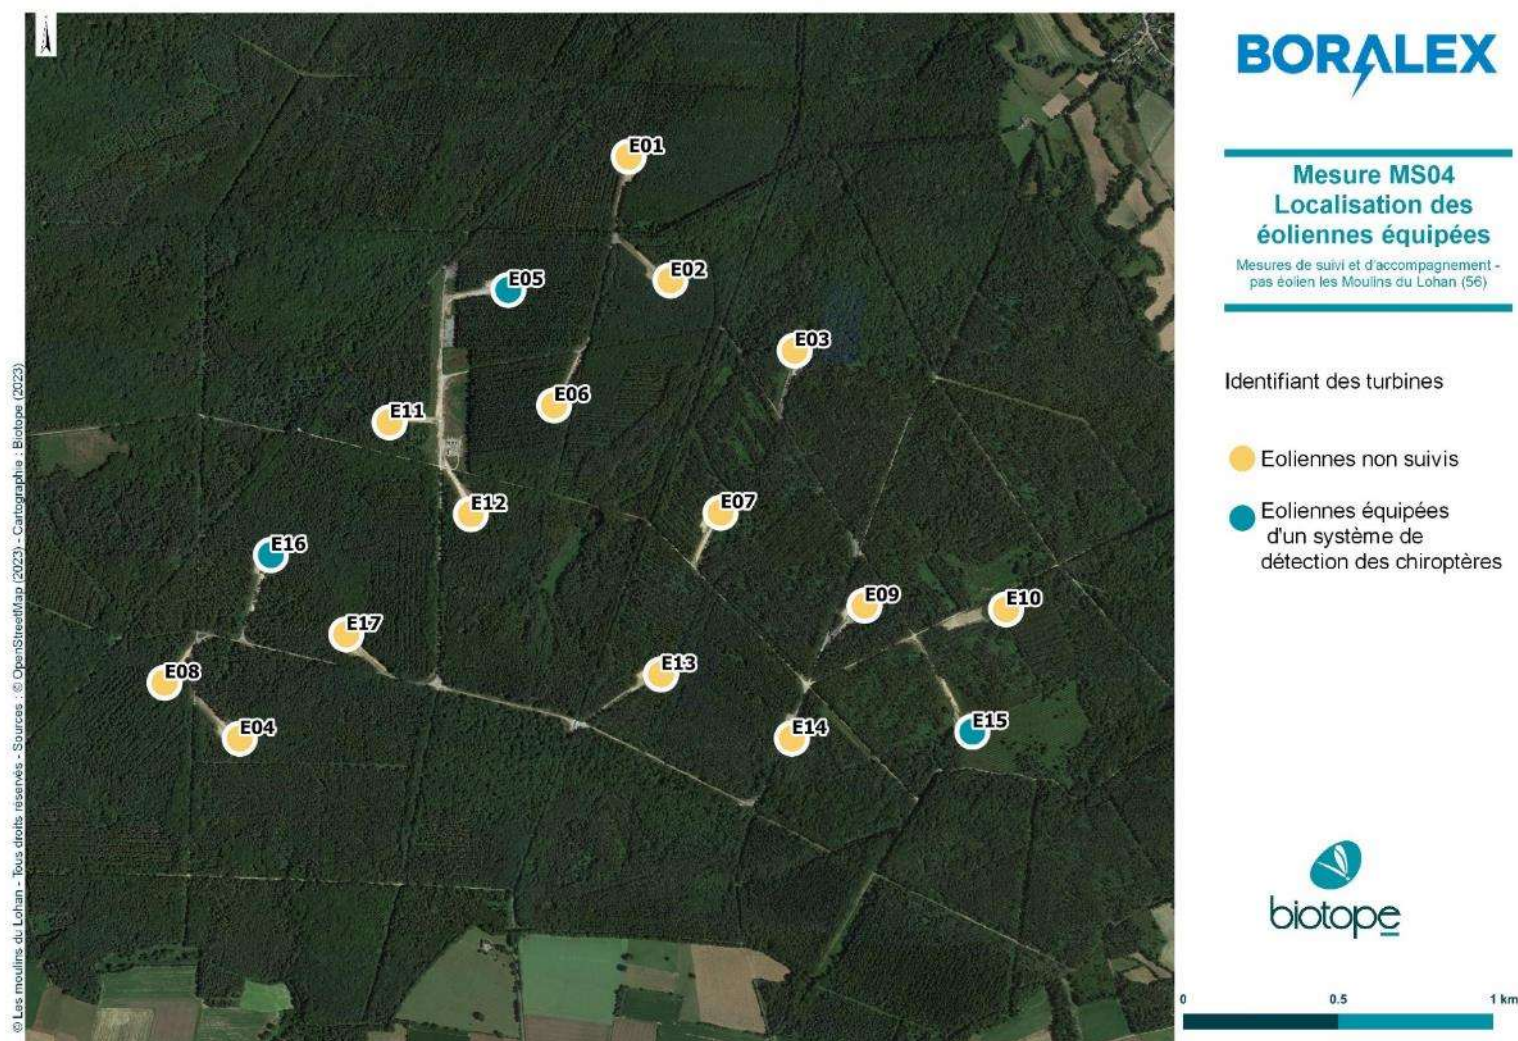 BORALEX
Mesure MS04
Localisation des
éoliennes équipées
Mesures de suivi et d'accompagnement -
pas éolien les Moulins du Lohan (56)
Identifiant des turbines
Eoliennes non suivis
Eoliennes équipées
d'un système de
détection des chiroptères
E01
E02
E05
E03
E06
E11
E12
E07
E16
E09
E10
E17
E08
E13
E04
E14
E15
© Les moulins du Lohan - Tous droits réservés - Sources : © OpenStreetMap (2023) - Cartographie : Biotope (2023)
biotope
0 0.5 1 km